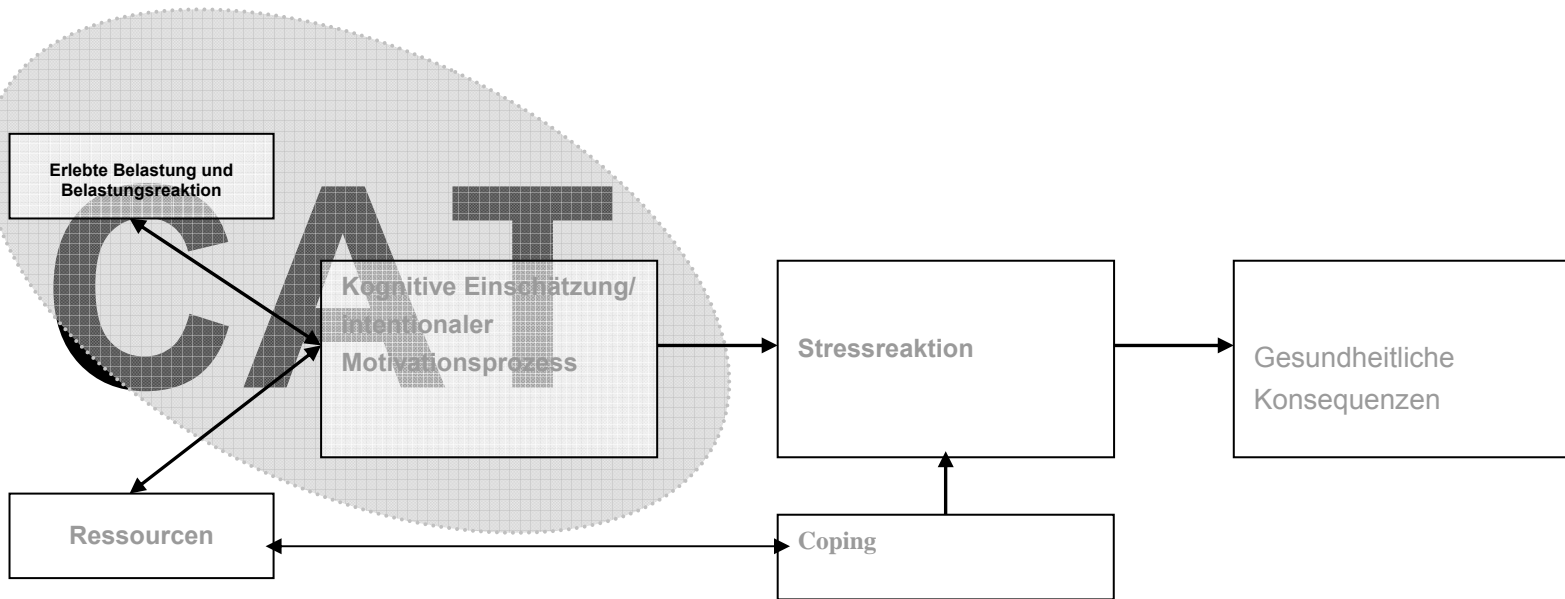 Erlebte Belastung und
Belastungsreaktion
CAT
Kognitive Einschätzung/
intentionaler
Motivationsprozess
Stressreaktion
Gesundheitliche
Konsequenzen
Ressourcen
Coping